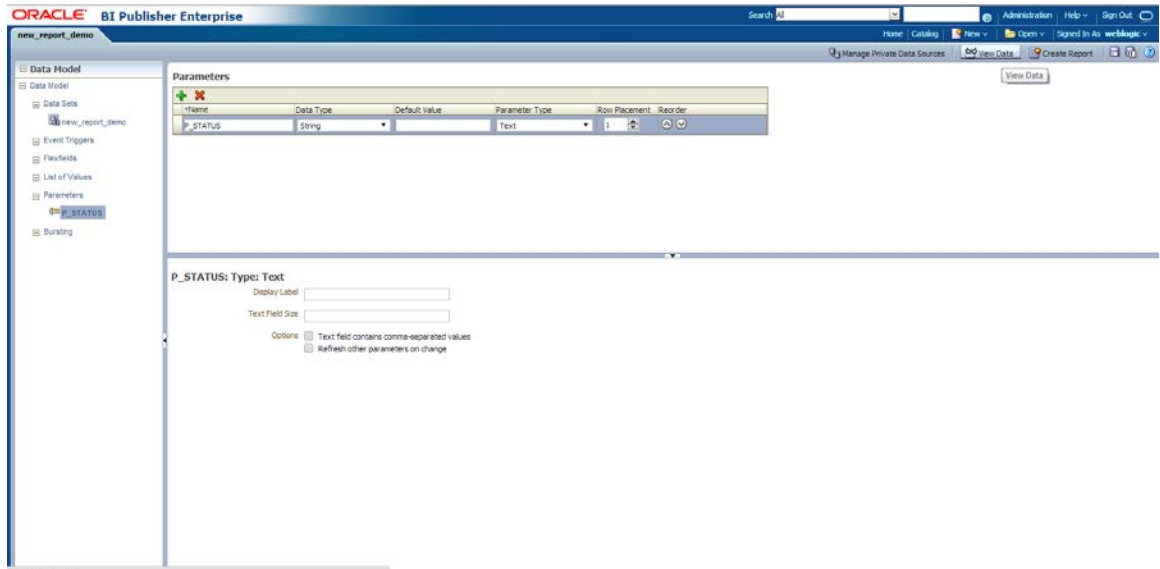 ORACLE BI Publisher Enterprise Search All Administration Help Sign Out
new_report_demo Home Catalog New Open Signed In As weblogic
Manage Private Data Sources View Data Create Report
View Data
Data Model
Data Model
Data Sets
new_report_demo
Event Triggers
Flexfields
List of Values
Parameters
P_STATUS
Bursting
Parameters
*Name Data Type Default Value Parameter Type Row Placement Reorder
P_STATUS String Text 1
P_STATUS: Type: Text
Display Label
Text Field Size
Options Text field contains comma-separated values
Refresh other parameters on change